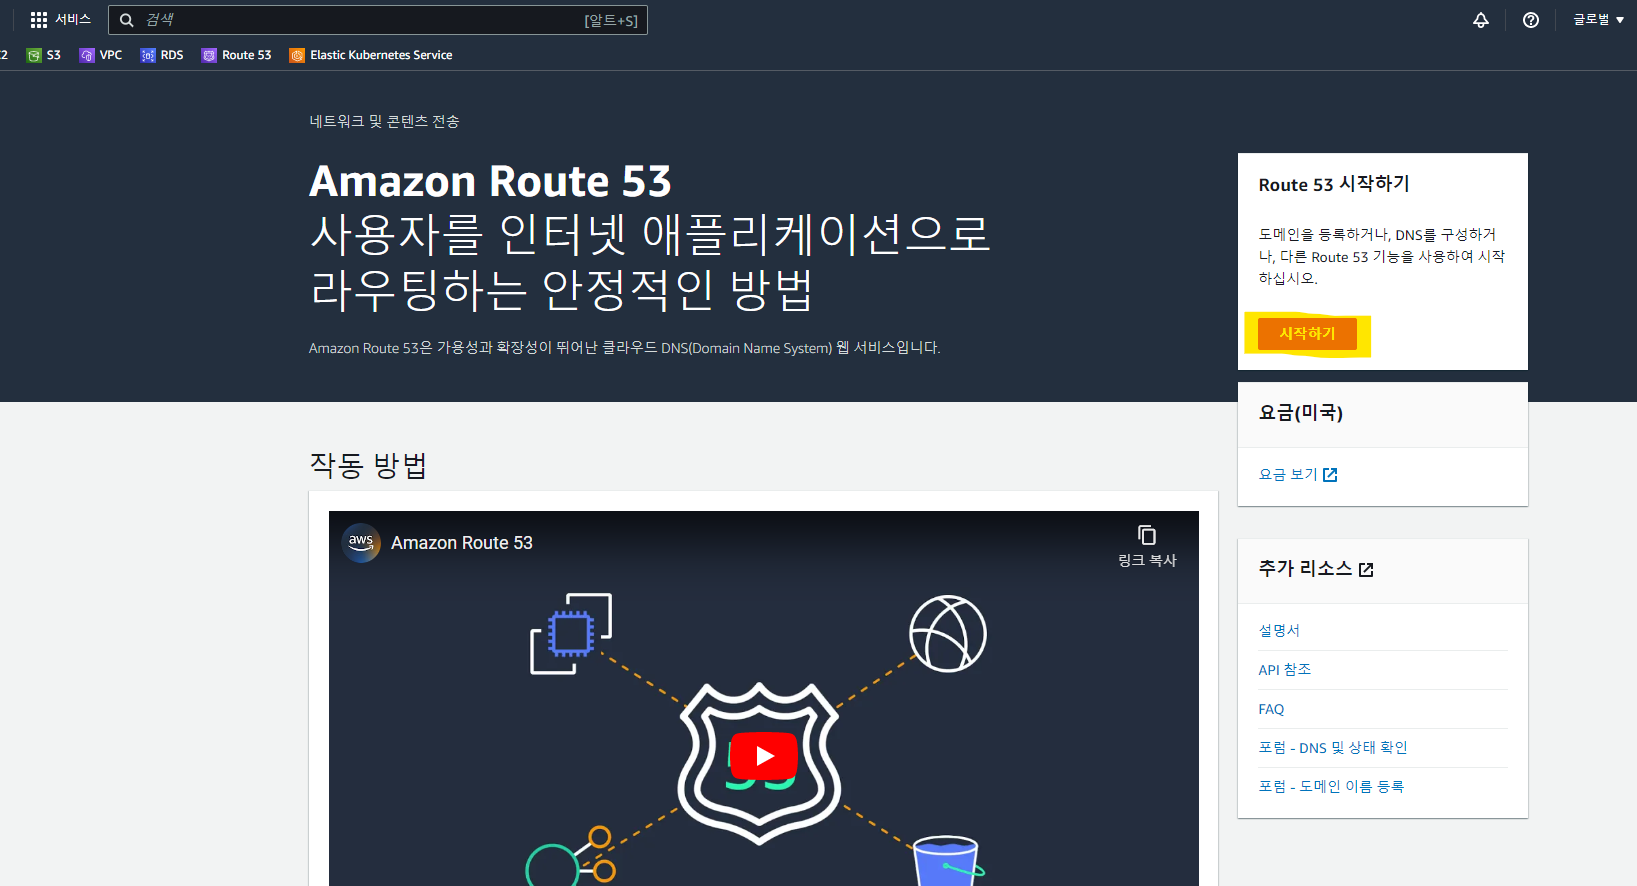 서비스
검색
[알트+S]
글로벌
2
S3
VPC
RDS
Route 53
Elastic Kubernetes Service
네트워크 및 콘텐츠 전송
Amazon Route 53
사용자를 인터넷 애플리케이션으로
라우팅하는 안정적인 방법
Amazon Route 53은 가용성과 확장성이 뛰어난 클라우드 DNS(Domain Name System) 웹 서비스입니다.
Route 53 시작하기
도메인을 등록하거나, DNS를 구성하거
나, 다른 Route 53 기능을 사용하여 시작
하십시오.
시작하기
요금(미국)
요금 보기
작동 방법
aws
Amazon Route 53
링크 복사
추가 리소스
설명서
API 참조
FAQ
포럼 - DNS 및 상태 확인
포럼 - 도메인 이름 등록